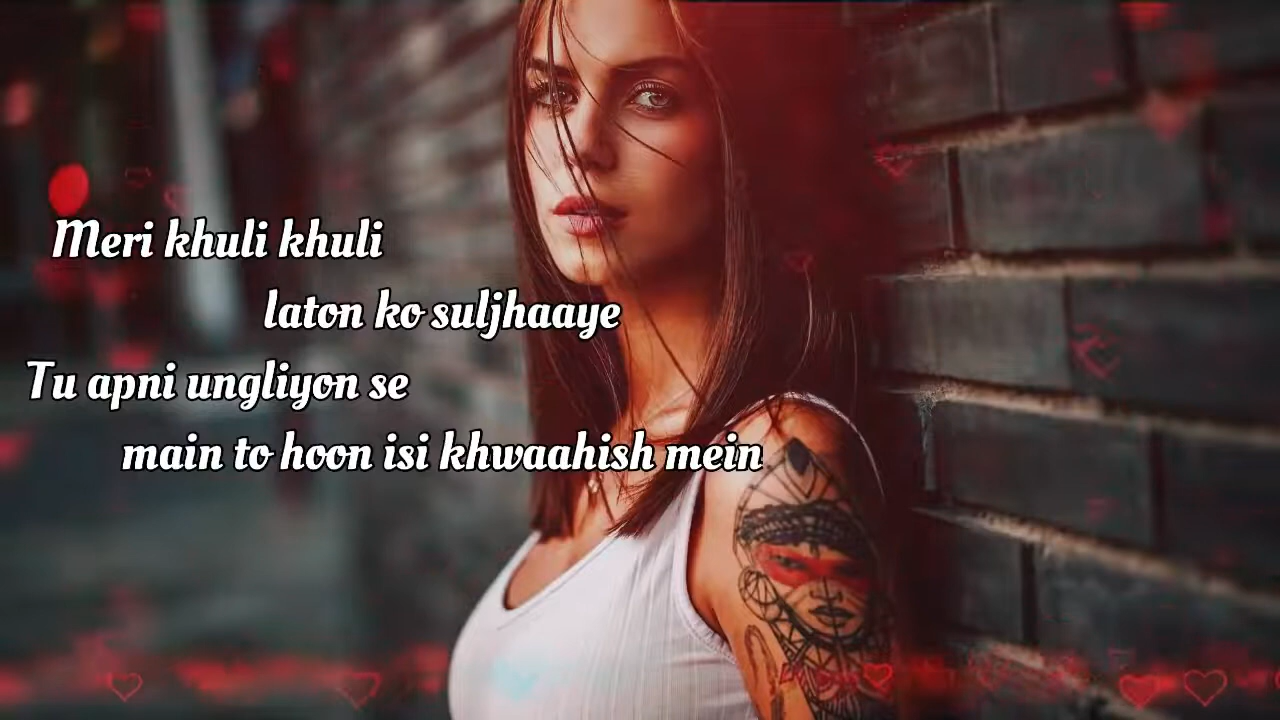 Meri khuli khuli
laton ko suljhaaye
Tu apni ungliyon se
main to hoon isi khwaahish mein